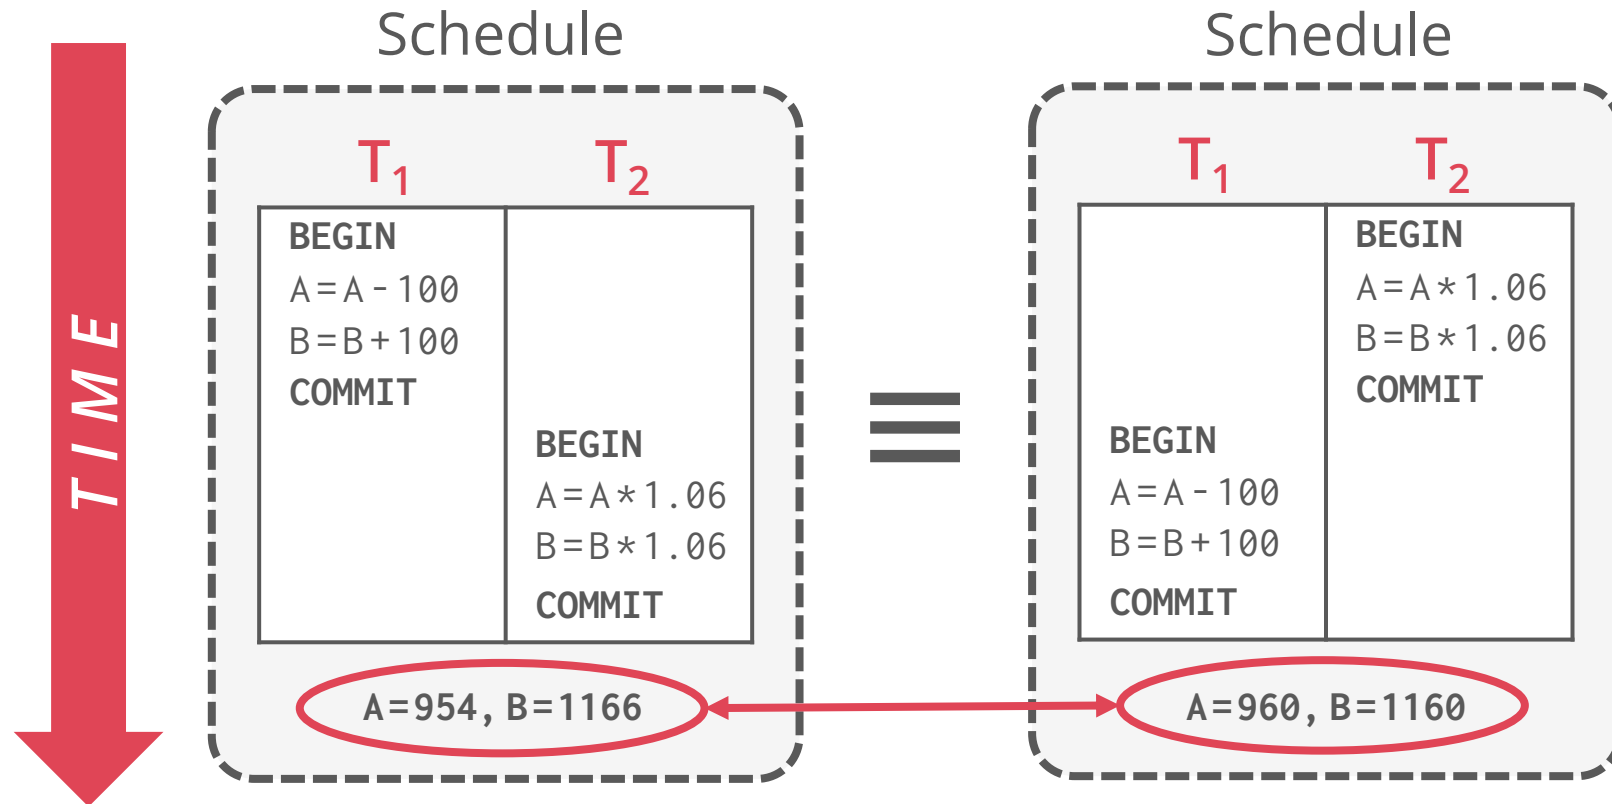 Schedule
Schedule
TIME
T1
T2
BEGIN
A=A-100
B=B+100
COMMIT
BEGIN
A=A*1.06
B=B*1.06
COMMIT
A=954, B=1166
≡
T1
T2
BEGIN
A=A*1.06
B=B*1.06
COMMIT
BEGIN
A=A-100
B=B+100
COMMIT
A=960, B=1160